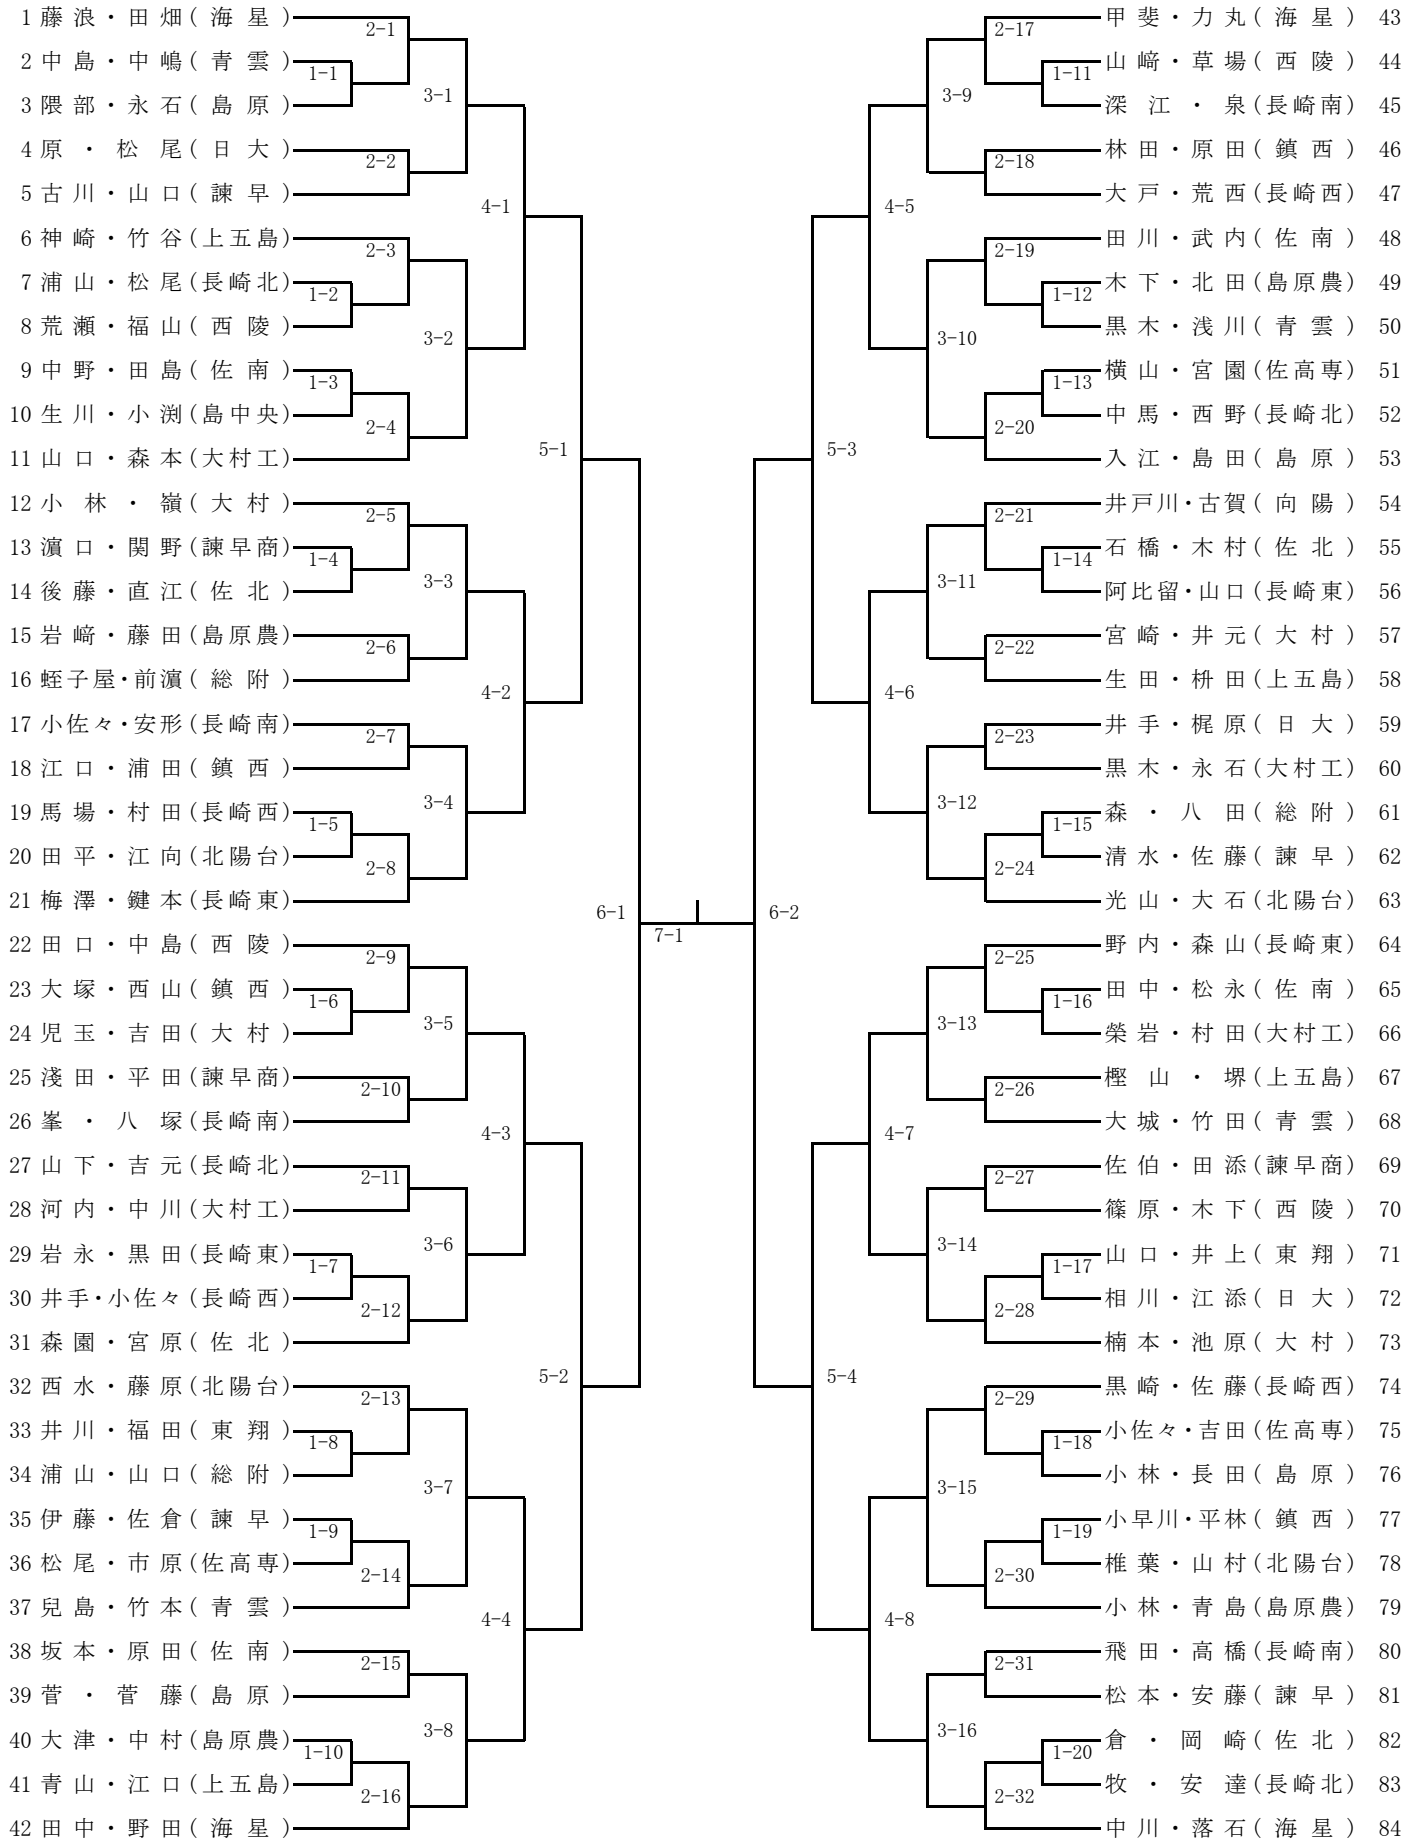 1 藤浪・田畑(海星)
2 中島・中嶋(青雲)
3 隈部・永石(島原)
4 原・松尾(日大)
5 古川・山口(諫早)
6 神崎・竹谷(上五島)
7 浦山・松尾(長崎北)
8 荒瀬・福山(西陵)
9 中野・田島(佐南)
10 生川・小渕(島中央)
11 山口・森本(大村工)
12 小林・嶺(大村)
13 濵口・関野(諫早商)
14 後藤・直江(佐北)
15 岩﨑・藤田(島原農)
16 蛭子屋・前濵(総附)
17 小佐々・安形(長崎南)
18 江口・浦田(鎮西)
19 馬場・村田(長崎西)
20 田平・江向(北陽台)
21 梅澤・鍵本(長崎東)
22 田口・中島(西陵)
23 大塚・西山(鎮西)
24 児玉・吉田(大村)
25 淺田・平田(諫早商)
26 峯・八塚(長崎南)
27 山下・吉元(長崎北)
28 河内・中川(大村工)
29 岩永・黒田(長崎東)
30 井手・小佐々(長崎西)
31 森園・宮原(佐北)
32 西水・藤原(北陽台)
33 井川・福田(東翔)
34 浦山・山口(総附)
35 伊藤・佐倉(諫早)
36 松尾・市原(佐高専)
37 兒島・竹本(青雲)
38 坂本・原田(佐南)
39 菅・菅藤(島原)
40 大津・中村(島原農)
41 青山・江口(上五島)
42 田中・野田(海星)
1-1
1-2
1-3
1-4
1-5
1-6
1-7
1-8
1-9
1-10
2-1
2-2
2-3
2-4
2-5
2-6
2-7
2-8
2-9
2-10
2-11
2-12
2-13
2-14
2-15
2-16
3-1
3-2
3-3
3-4
3-5
3-6
3-7
3-8
4-1
4-2
4-3
4-4
5-1
5-2
6-1
7-1
6-2
5-3
5-4
4-5
4-6
4-7
4-8
3-9
3-10
3-11
3-12
3-13
3-14
3-15
3-16
2-17
2-18
2-19
2-20
2-21
2-22
2-23
2-24
2-25
2-26
2-27
2-28
2-29
2-30
2-31
2-32
1-11
1-12
1-13
1-14
1-15
1-16
1-17
1-18
1-19
1-20
甲斐・力丸(海星) 43
山﨑・草場(西陵) 44
深江・泉(長崎南) 45
林田・原田(鎮西) 46
大戸・荒西(長崎西) 47
田川・武内(佐南) 48
木下・北田(島原農) 49
黒木・浅川(青雲) 50
横山・宮園(佐高専) 51
中馬・西野(長崎北) 52
入江・島田(島原) 53
井戸川・古賀(向陽) 54
石橋・木村(佐北) 55
阿比留・山口(長崎東) 56
宮崎・井元(大村) 57
生田・枡田(上五島) 58
井手・梶原(日大) 59
黒木・永石(大村工) 60
森・八田(総附) 61
清水・佐藤(諫早) 62
光山・大石(北陽台) 63
野内・森山(長崎東) 64
田中・松永(佐南) 65
榮岩・村田(大村工) 66
樫山・堺(上五島) 67
大城・竹田(青雲) 68
佐伯・田添(諫早商) 69
篠原・木下(西陵) 70
山口・井上(東翔) 71
相川・江添(日大) 72
楠本・池原(大村) 73
黒崎・佐藤(長崎西) 74
小佐々・吉田(佐高専) 75
小林・長田(島原) 76
小早川・平林(鎮西) 77
椎葉・山村(北陽台) 78
小林・青島(島原農) 79
飛田・高橋(長崎南) 80
松本・安藤(諫早) 81
倉・岡崎(佐北) 82
牧・安達(長崎北) 83
中川・落石(海星) 84